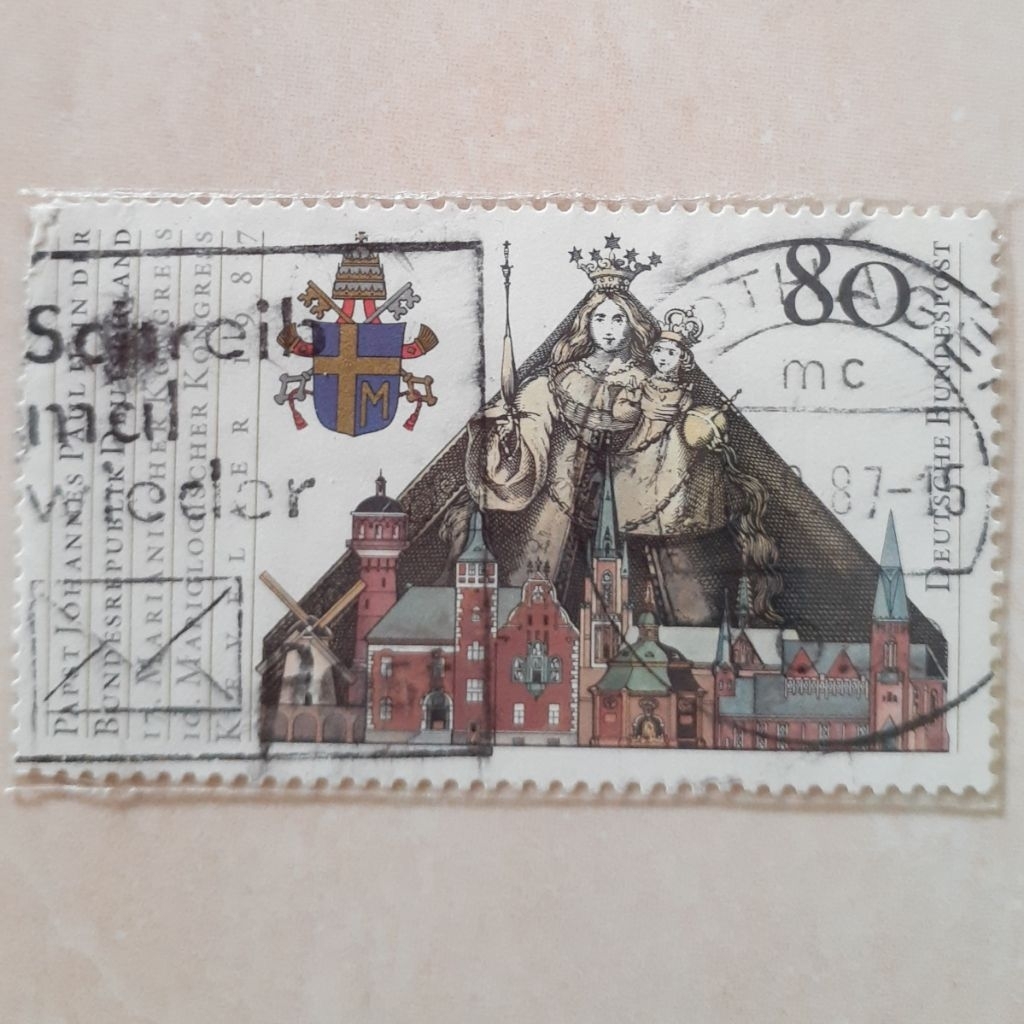 PAPST JOHANNES PAUL II IN DER
BUNDESREPUBLIK DEUTSCHLAND
17. MARIANISCHER KONGRESS
10. MARIOLOGISCHER KONGRESS
KEVELAER 1987
M
80
DEUTSCHE BUNDESPOST
Schreib
mal
wieder
mc
87-15